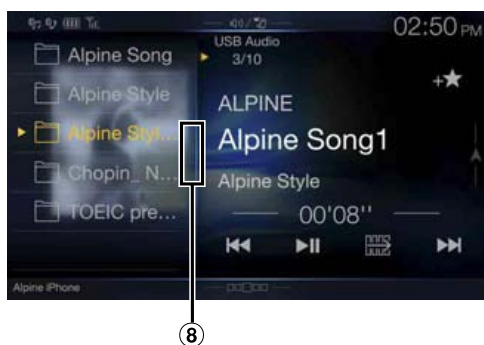 02:50 PM
Alpine Song
Alpine Style
Alpine Styl...
Chopin_ N...
TOEIC pre...
USB Audio
3/10
ALPINE
Alpine Song1
Alpine Style
00'08''
Alpine iPhone
8